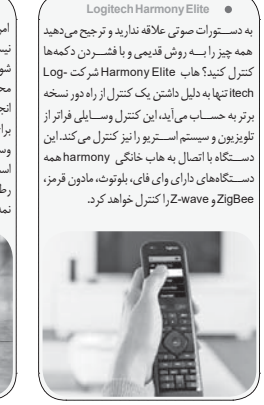 Logitech Harmony Elite ●
به دستورات صوتی علاقه ندارید و ترجیح می‌دهید
همه چیز را به روش قدیمی و با فشردن دکمه‌ها
کنترل کنید؟ هاب Harmony Elite شرکت Log-
itech تنها به دلیل داشتن یک کنترل از راه دور نسخه
برتر به حساب می‌آید، این کنترل وسایلی فراتر از
تلویزیون و سیستم استریو را نیز کنترل می‌کند. این
دستگاه با اتصال به هاب خانگی harmony همه
دستگاه‌های دارای وای فای، بلوتوث، مادون قرمز،
ZigBee و Z-wave را کنترل خواهد کرد.